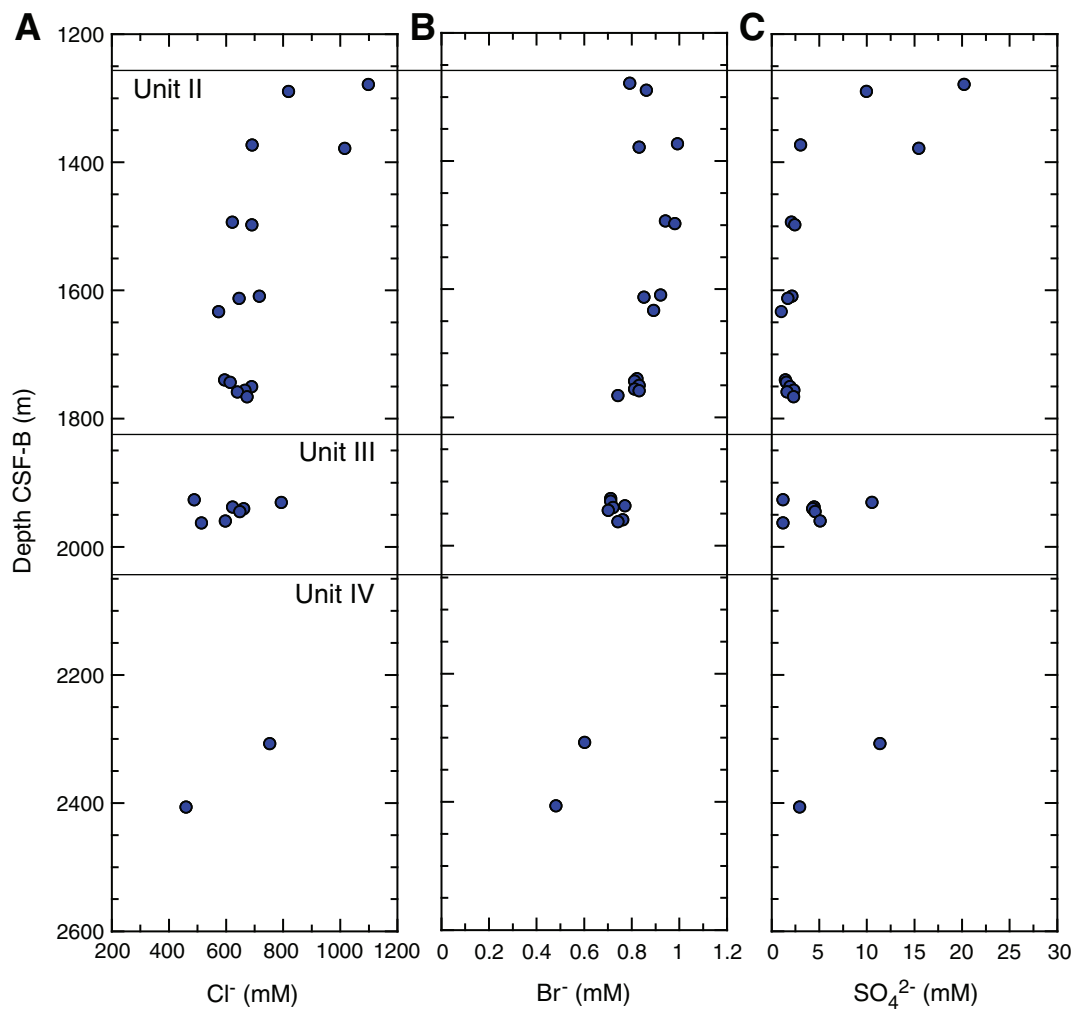 A
B
C
1200
1400
1600
1800
2000
2200
2400
2600
Depth CSF-B (m)
Unit II
Unit III
Unit IV
200 400 600 800 1000 1200
0 0.2 0.4 0.6 0.8 1 1.2
0 5 10 15 20 25 30
Cl⁻ (mM)
Br⁻ (mM)
SO₄²⁻ (mM)